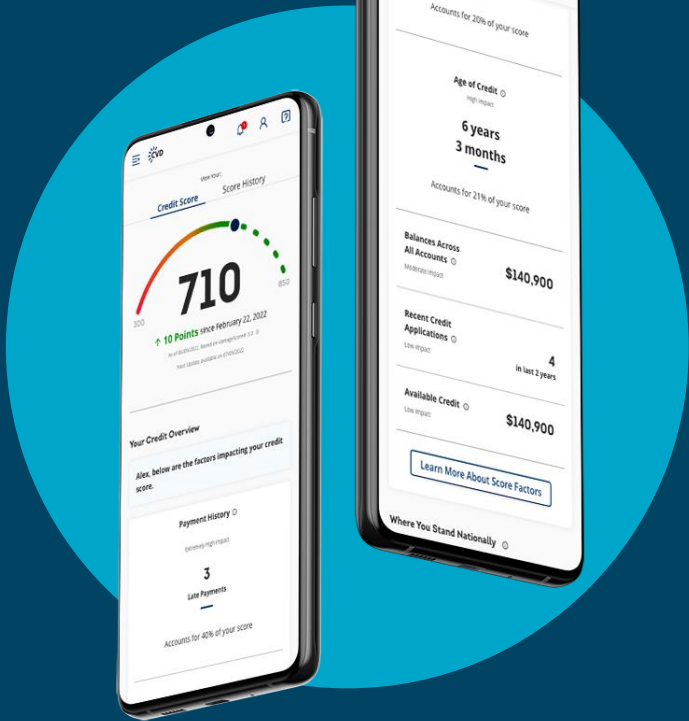 CVD
View Your:
Credit Score
Score History
710
300
850
↑ 10 Points since February 22, 2022
Your Credit Overview
Alex, below are the factors impacting your credit
score.
Payment History
Extremely High Impact
3
Late Payments
Accounts for 40% of your score
Accounts for 20% of your score
Age of Credit
High Impact
6 years
3 months
Accounts for 21% of your score
Balances Across
All Accounts
Moderate Impact
$140,900
Recent Credit
Applications
Low Impact
4
in last 2 years
Available Credit
Low Impact
$140,900
Learn More About Score Factors
Where You Stand Nationally